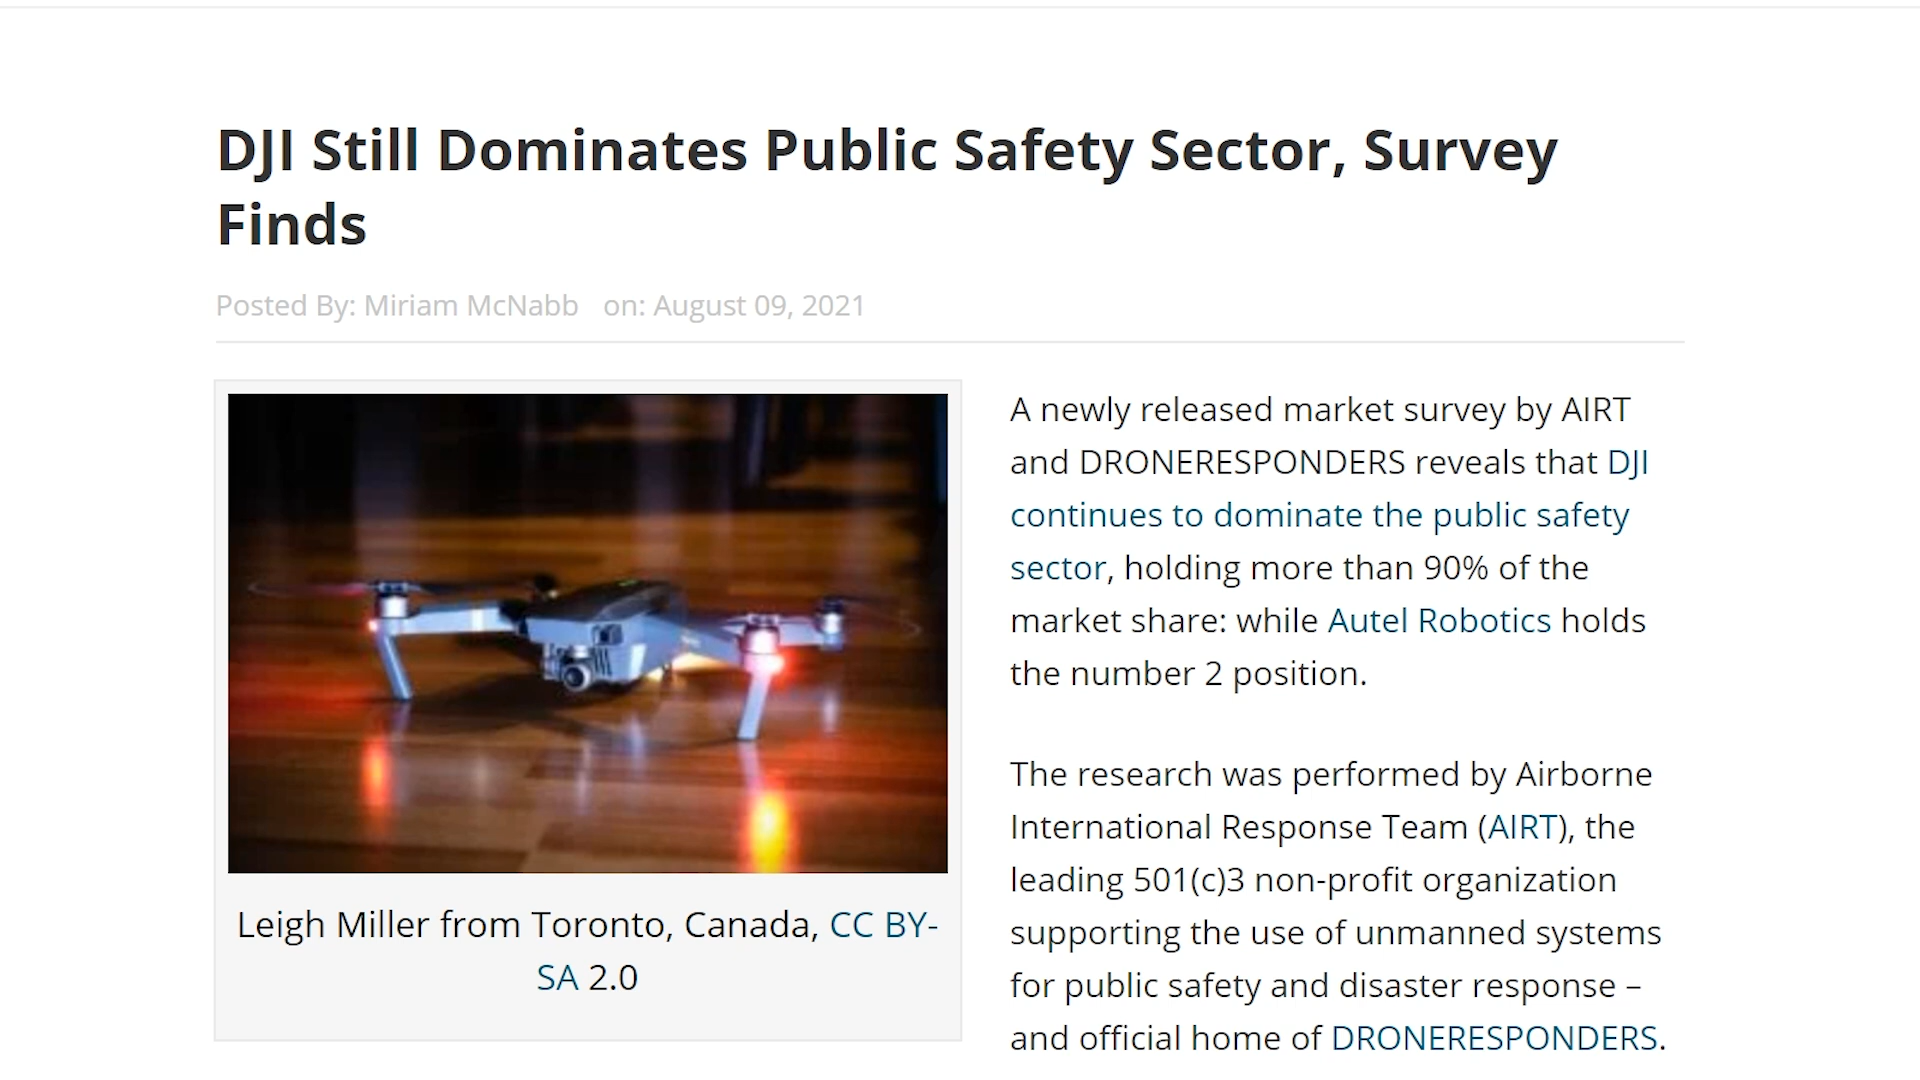 DJI Still Dominates Public Safety Sector, Survey
Finds
Posted By: Miriam McNabb on: August 09, 2021
Leigh Miller from Toronto, Canada, CC BY-
SA 2.0
A newly released market survey by AIRT
and DRONERESPONDERS reveals that DJI
continues to dominate the public safety
sector, holding more than 90% of the
market share: while Autel Robotics holds
the number 2 position.
The research was performed by Airborne
International Response Team (AIRT), the
leading 501(c)3 non-profit organization
supporting the use of unmanned systems
for public safety and disaster response –
and official home of DRONERESPONDERS.